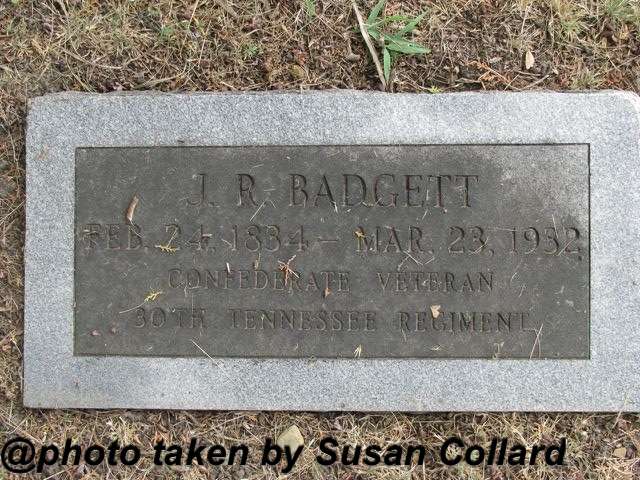 J. R. BADGETT
FEB. 24, 1834 – MAR. 23, 1932
CONFEDERATE VETERAN
30TH TENNESSEE REGIMENT
@photo taken by Susan Collard